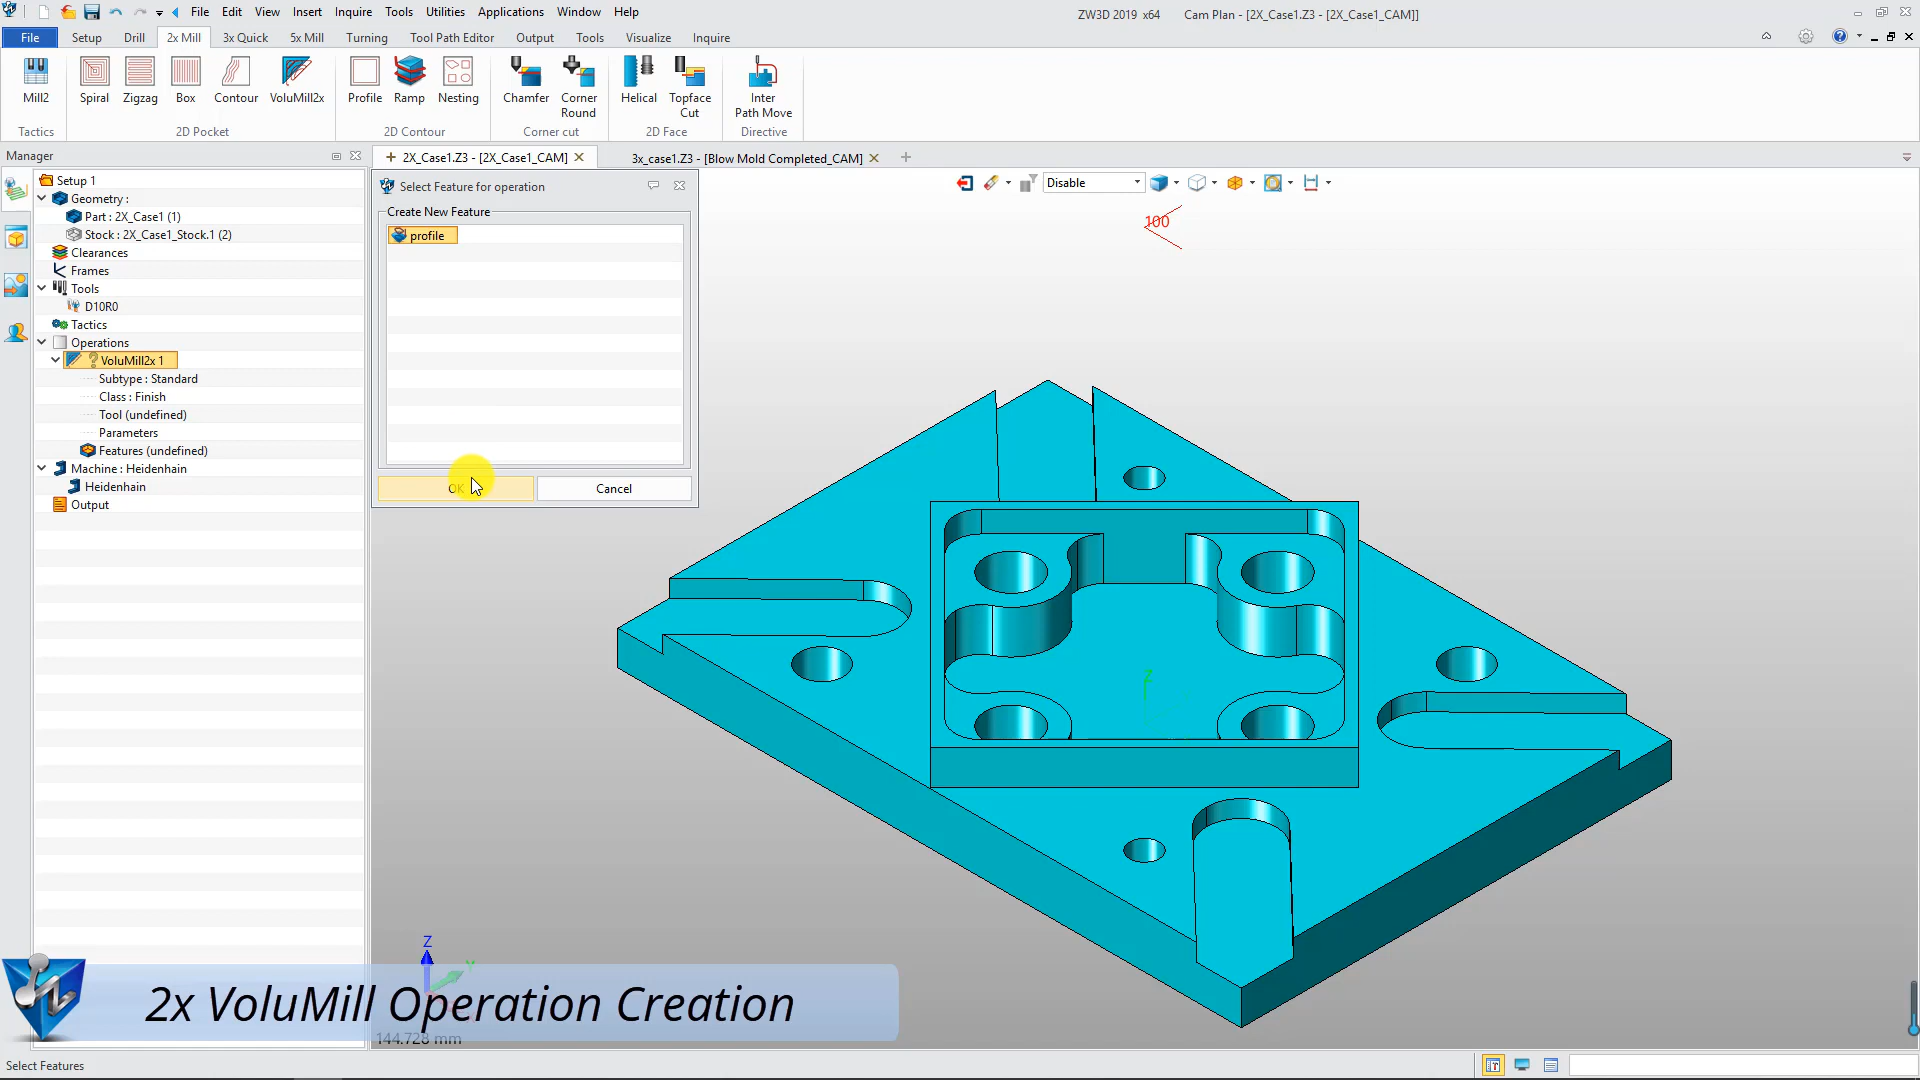 File Edit View Insert Inquire Tools Utilities Applications Window Help
ZW3D 2019 x64 Cam Plan - [2X_Case1.Z3 - [2X_Case1_CAM]]
File Setup Drill 2x Mill 3x Quick 5x Mill Turning Tool Path Editor Output Tools Visualize Inquire
Mill2 Spiral Zigzag Box Contour VoluMill2x Profile Ramp Nesting Chamfer Corner Round Helical Topface Cut Inter Path Move
Tactics 2D Pocket 2D Contour Corner cut 2D Face Directive
Manager
2X_Case1.Z3 - [2X_Case1_CAM]
3x_case1.Z3 - [Blow Mold Completed_CAM]
Setup 1
Geometry :
Part : 2X_Case1 (1)
Stock : 2X_Case1_Stock.1 (2)
Clearances
Frames
Tools
D10R0
Tactics
Operations
VoluMill2x 1
Subtype : Standard
Class : Finish
Tool (undefined)
Parameters
Features (undefined)
Machine : Heidenhain
Heidenhain
Output
Select Feature for operation
Create New Feature
profile
OK
Cancel
Disable
100
Z
Z
Y
2x VoluMill Operation Creation
144.728 mm
Select Features